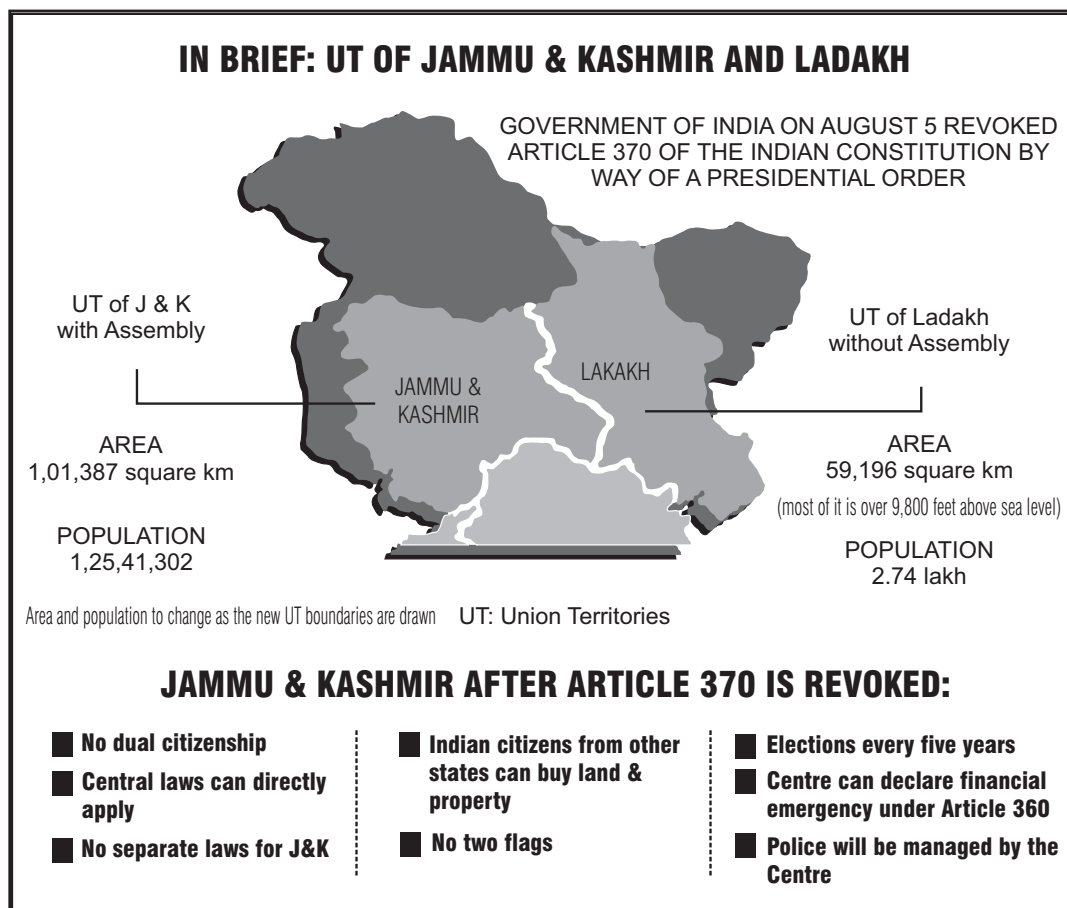 IN BRIEF: UT OF JAMMU & KASHMIR AND LADAKH
GOVERNMENT OF INDIA ON AUGUST 5 REVOKED
ARTICLE 370 OF THE INDIAN CONSTITUTION BY
WAY OF A PRESIDENTIAL ORDER
UT of J & K
with Assembly
UT of Ladakh
without Assembly
JAMMU &
KASHMIR
LAKAKH
AREA
1,01,387 square km
POPULATION
1,25,41,302
AREA
59,196 square km
(most of it is over 9,800 feet above sea level)
POPULATION
2.74 lakh
Area and population to change as the new UT boundaries are drawn UT: Union Territories
JAMMU & KASHMIR AFTER ARTICLE 370 IS REVOKED:
No dual citizenship
Central laws can directly
apply
No separate laws for J&K
Indian citizens from other
states can buy land &
property
No two flags
Elections every five years
Centre can declare financial
emergency under Article 360
Police will be managed by the
Centre